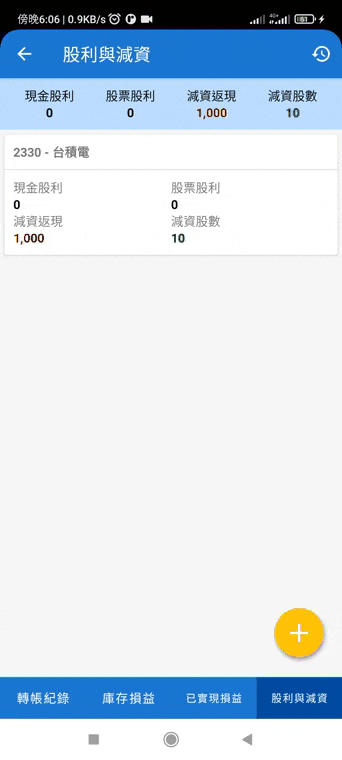 傍晚6:06 | 0.9KB/s 4G+ 61
股利與減資
現金股利 股票股利 減資返現 減資股數
0 0 1,000 10
2330 - 台積電
現金股利 股票股利
0 0
減資返現 減資股數
1,000 10
+
轉帳紀錄 庫存損益 已實現損益 股利與減資